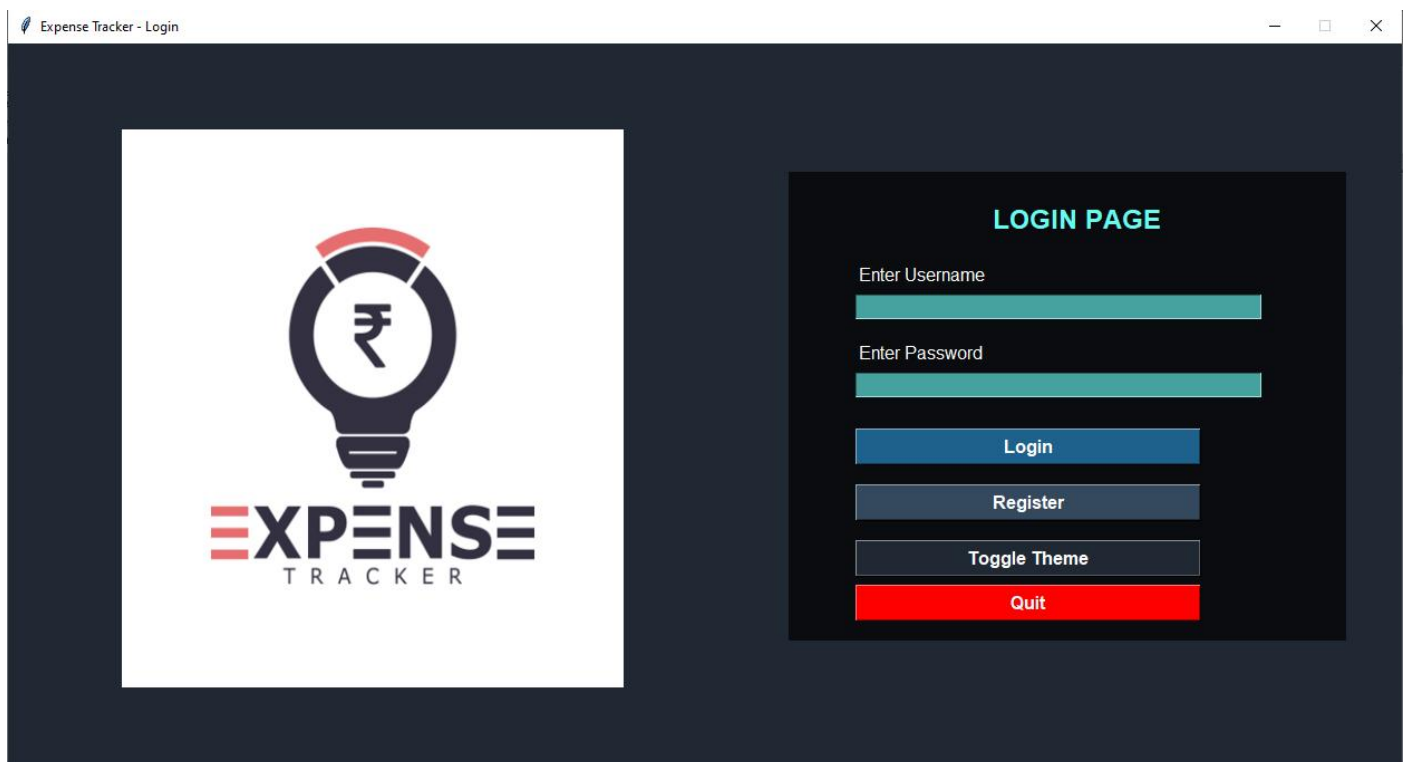 Expense Tracker - Login
₹
EXPENSE
TRACKER
LOGIN PAGE
Enter Username
Enter Password
Login
Register
Toggle Theme
Quit